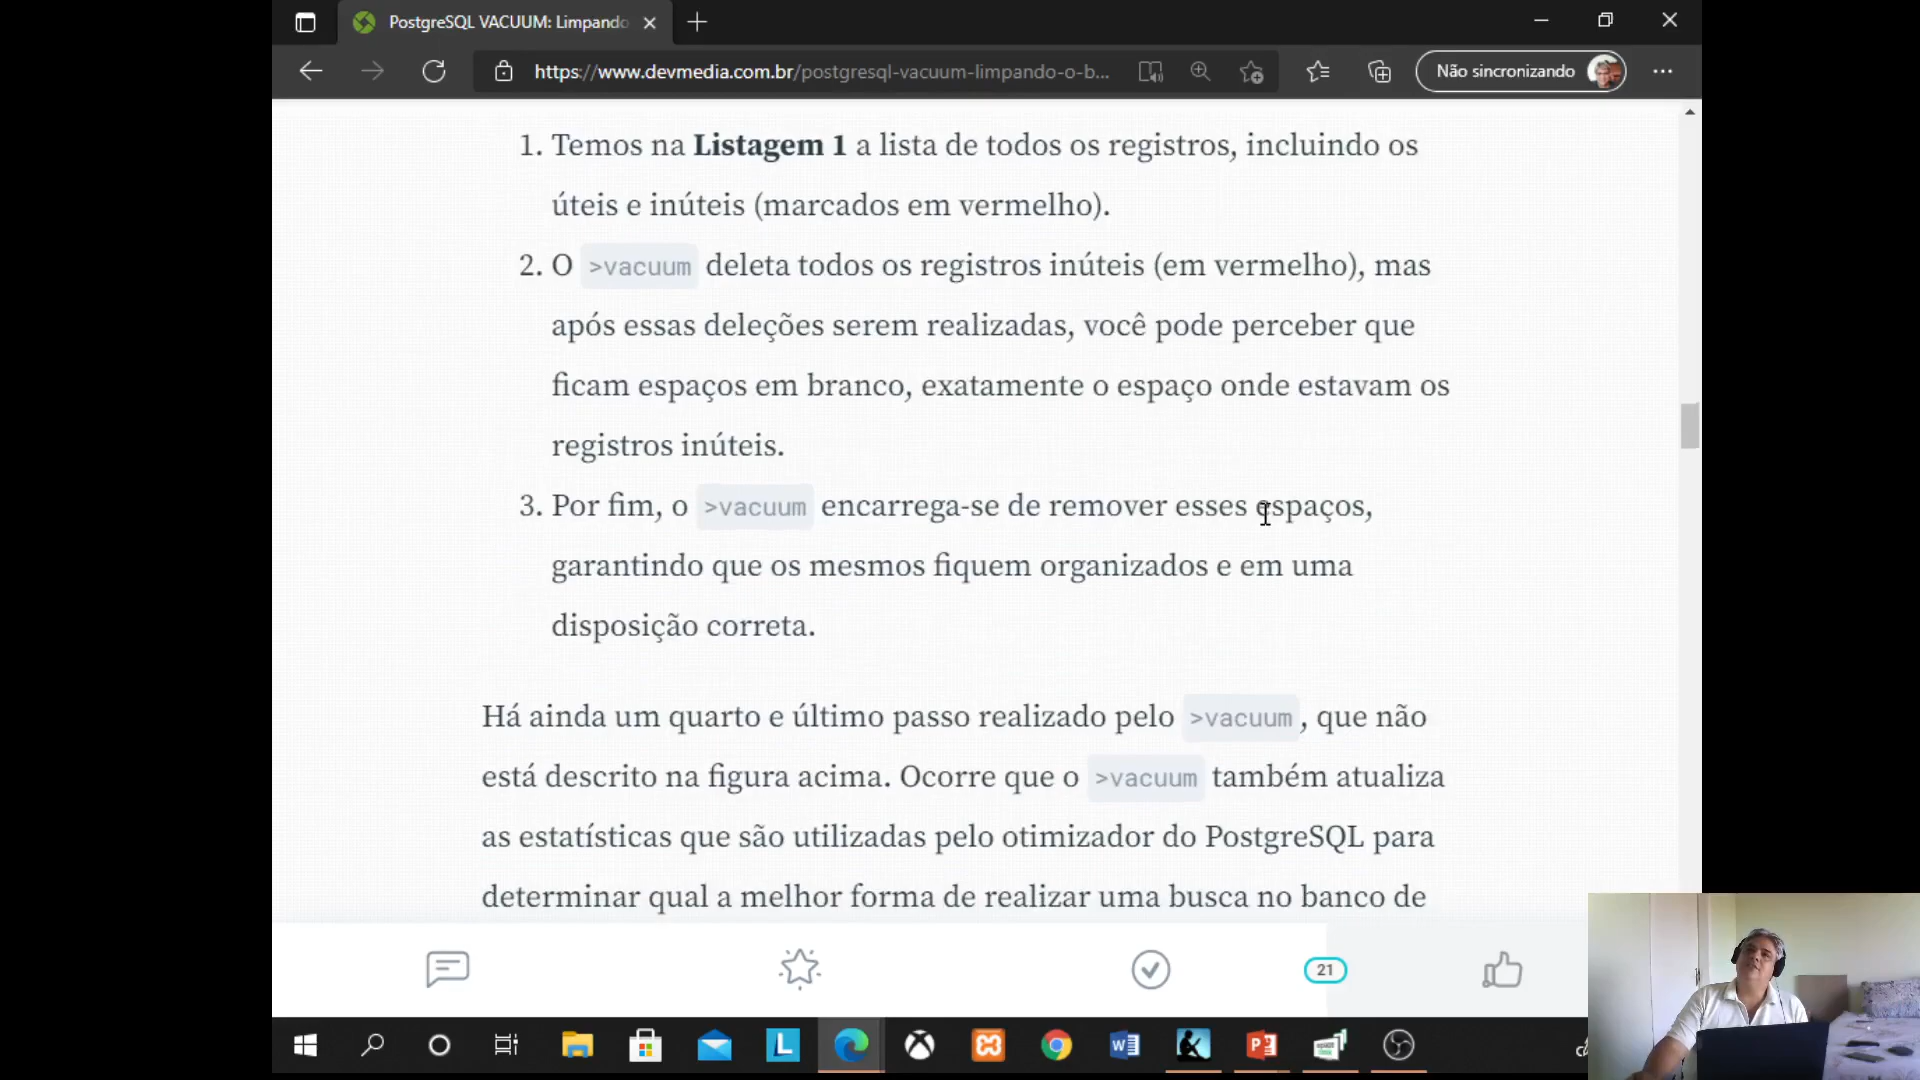 PostgreSQL VACUUM: Limpando
https://www.devmedia.com.br/postgresql-vacuum-limpando-o-b...
Não sincronizando
1. Temos na Listagem 1 a lista de todos os registros, incluindo os
úteis e inúteis (marcados em vermelho).
2. O >vacuum deleta todos os registros inúteis (em vermelho), mas
após essas deleções serem realizadas, você pode perceber que
ficam espaços em branco, exatamente o espaço onde estavam os
registros inúteis.
3. Por fim, o >vacuum encarrega-se de remover esses espaços,
garantindo que os mesmos fiquem organizados e em uma
disposição correta.
Há ainda um quarto e último passo realizado pelo >vacuum, que não
está descrito na figura acima. Ocorre que o >vacuum também atualiza
as estatísticas que são utilizadas pelo otimizador do PostgreSQL para
determinar qual a melhor forma de realizar uma busca no banco de
21